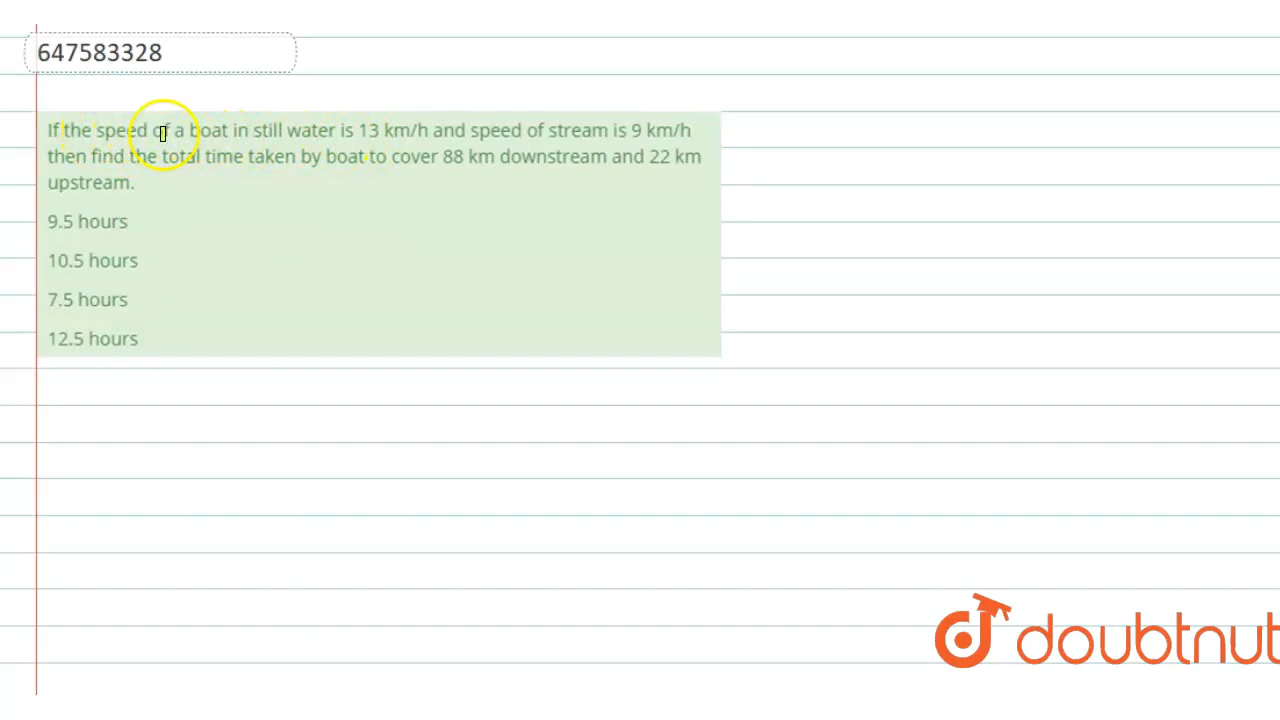 647583328
If the speed of a boat in still water is 13 km/h and speed of stream is 9 km/h
then find the total time taken by boat to cover 88 km downstream and 22 km
upstream.
9.5 hours
10.5 hours
7.5 hours
12.5 hours
doubtnut